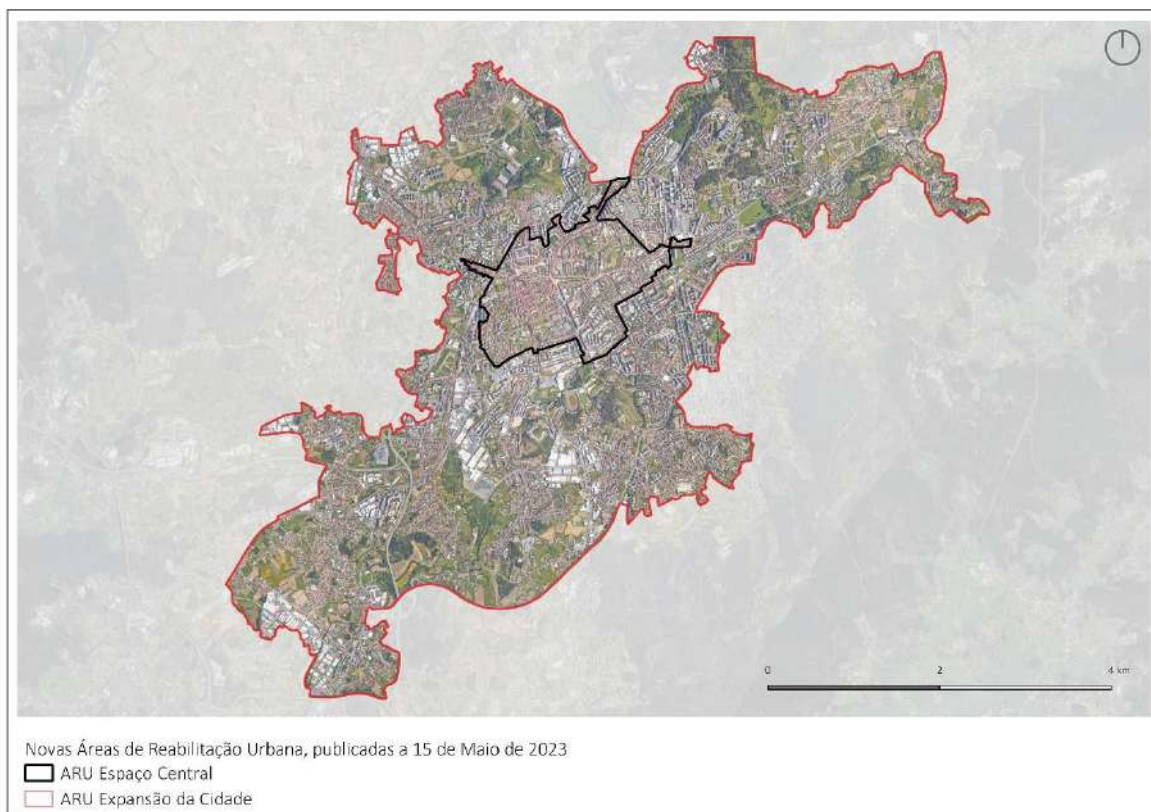 0 2 4 km
Novas Áreas de Reabilitação Urbana, publicadas a 15 de Maio de 2023
ARU Espaço Central
ARU Expansão da Cidade